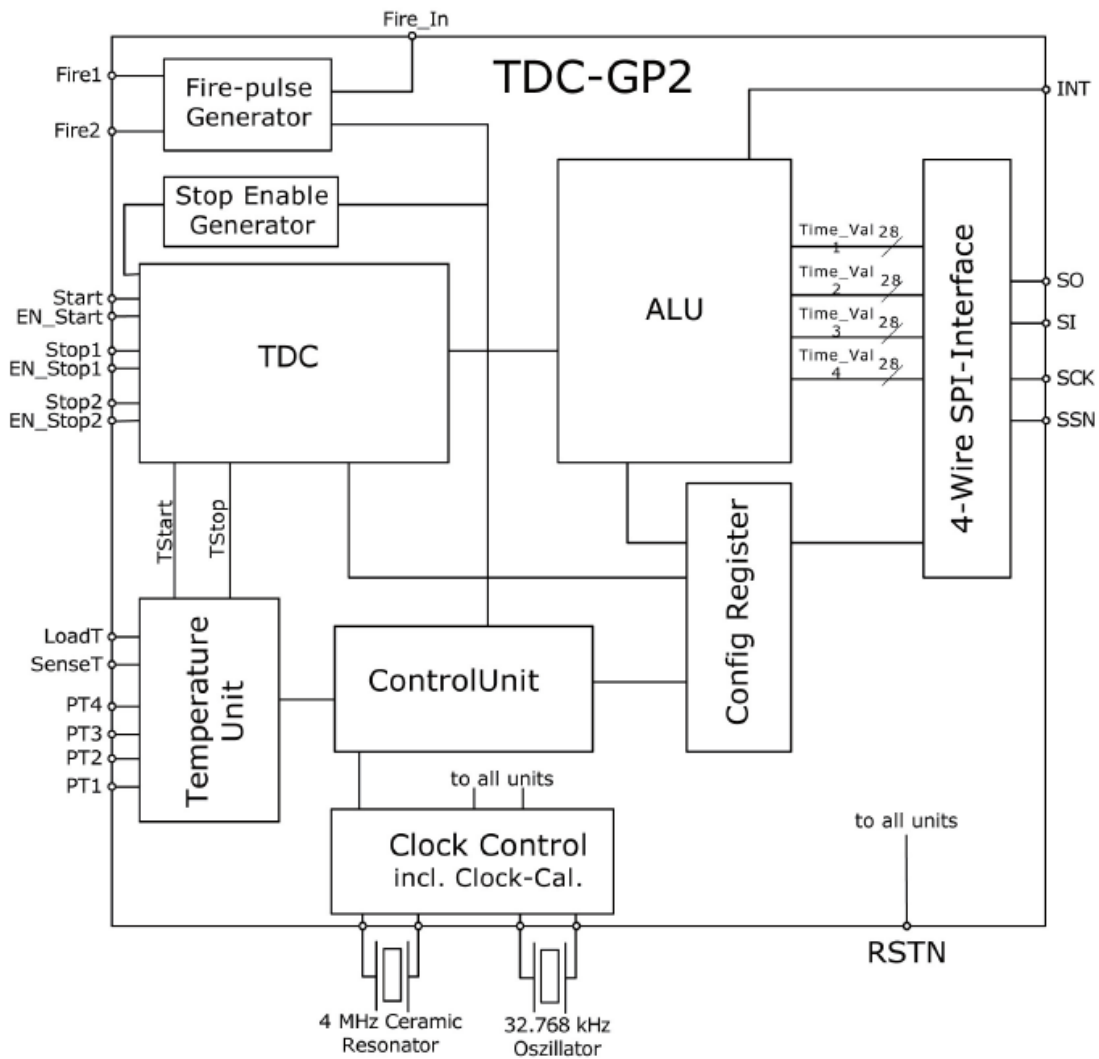 Fire_In
TDC-GP2
Fire1
Fire2
Fire-pulse
Generator
INT
Stop Enable
Generator
Start
EN_Start
Stop1
EN_Stop1
Stop2
EN_Stop2
TDC
ALU
Time_Val 28
1
Time_Val 28
2
Time_Val 28
3
Time_Val 28
4
4-Wire SPI-Interface
SO
SI
SCK
SSN
TStart
TStop
Config Register
LoadT
SenseT
PT4
PT3
PT2
PT1
Temperature
Unit
ControlUnit
to all units
Clock Control
incl. Clock-Cal.
to all units
RSTN
4 MHz Ceramic
Resonator
32.768 kHz
Oszillator